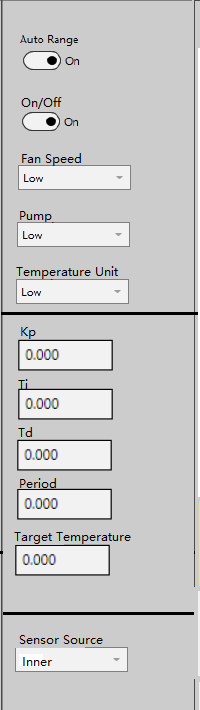 Auto Range
On
On/Off
On
Fan Speed
Low
Pump
Low
Temperature Unit
Low
Kp
0.000
Ti
0.000
Td
0.000
Period
0.000
Target Temperature
0.000
Sensor Source
Inner